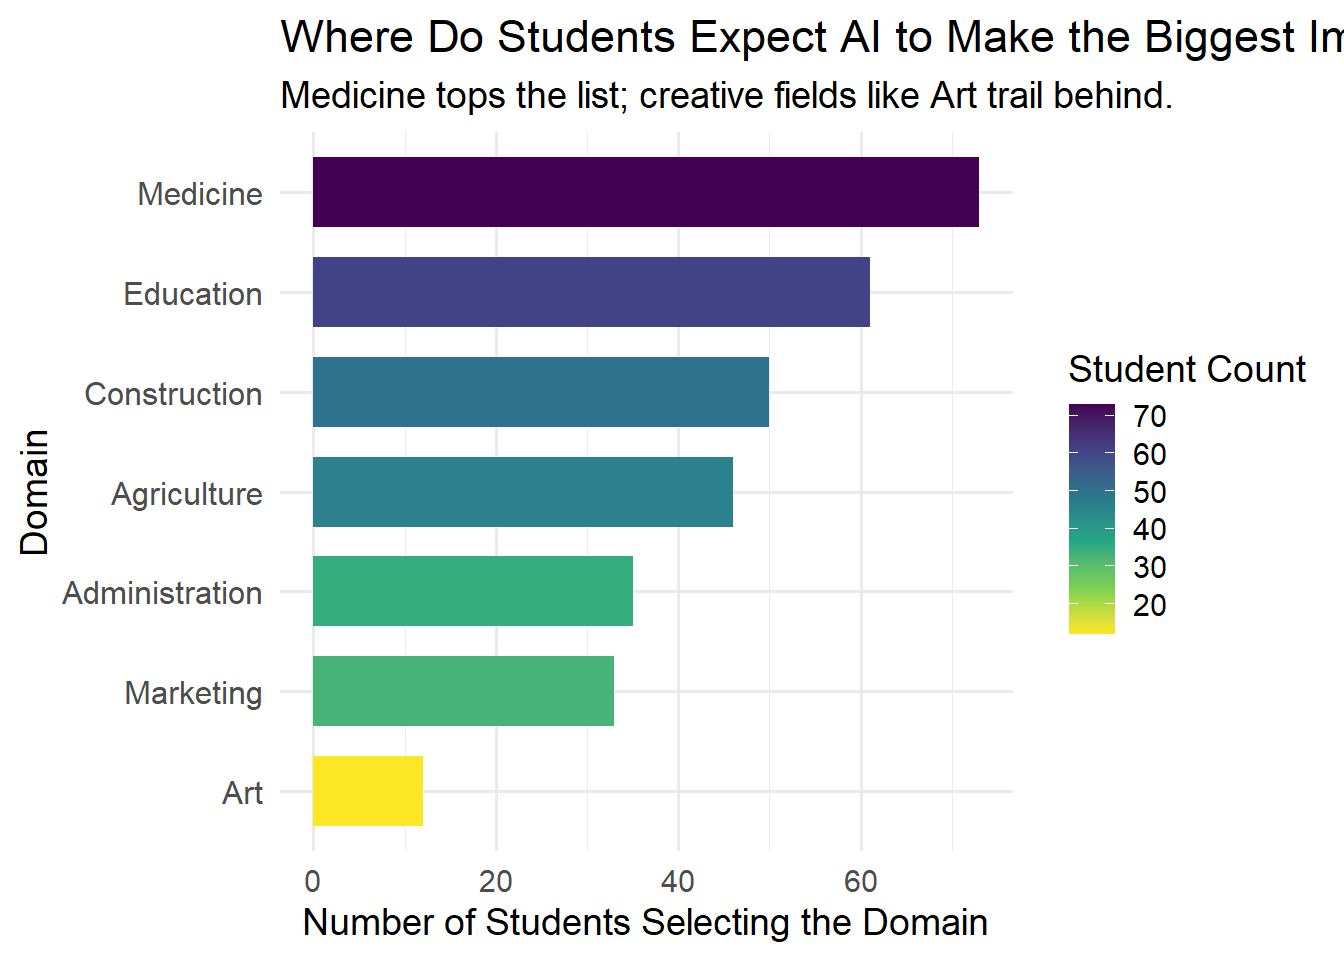 Where Do Students Expect AI to Make the Biggest
Medicine tops the list; creative fields like Art trail behind.
Medicine
Education
Construction
Agriculture
Administration
Marketing
Art
Domain
0 20 40 60
Number of Students Selecting the Domain
Student Count
70
60
50
40
30
20